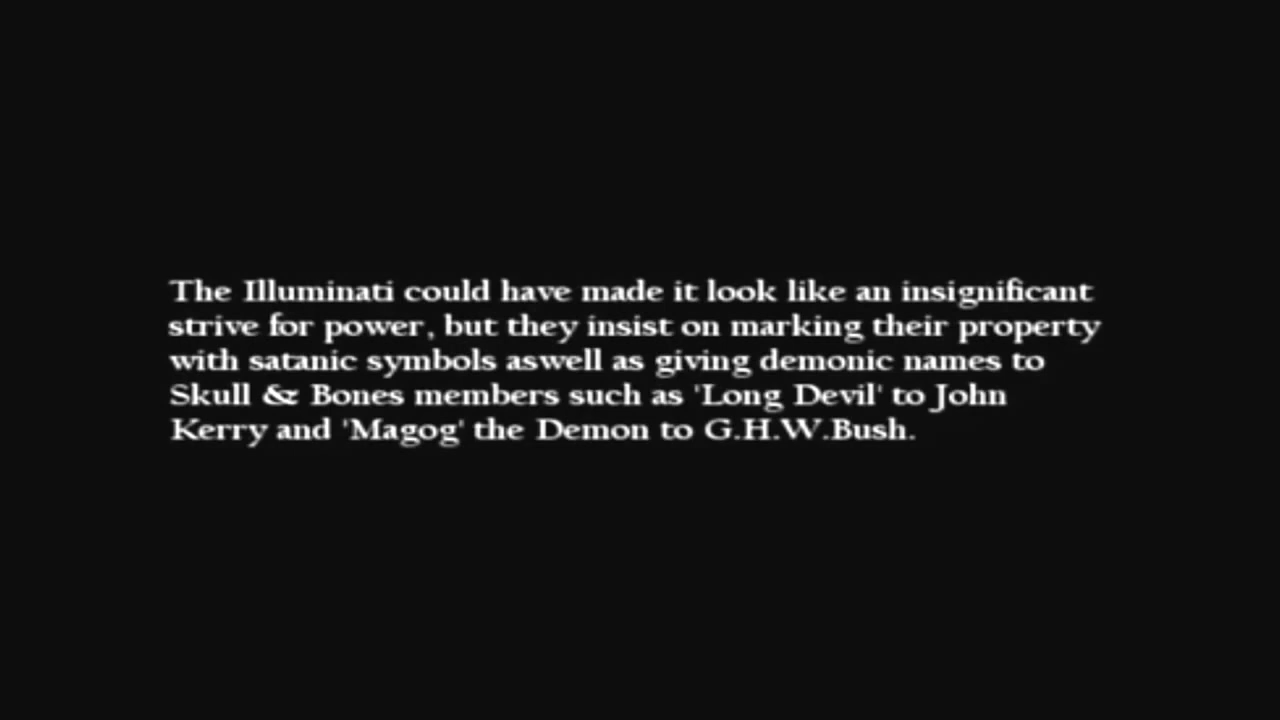 The Illuminati could have made it look like an insignificant
strive for power, but they insist on marking their property
with satanic symbols aswell as giving demonic names to
Skull & Bones members such as 'Long Devil' to John
Kerry and 'Magog' the Demon to G.H.W.Bush.